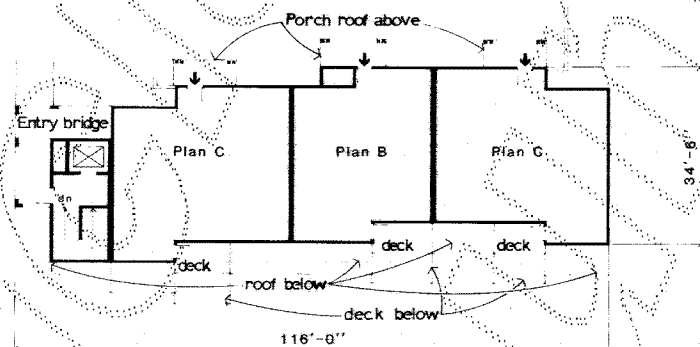 Porch roof above
Entry bridge
Plan C
Plan B
Plan C
34'-6"
dn
deck
deck
deck
roof below
deck below
116'-0"